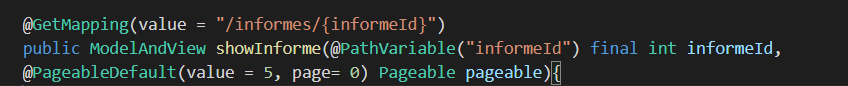 @GetMapping(value = "/informes/{informeId}")
public ModelAndView showInforme(@PathVariable("informeId") final int informeId,
@PageableDefault(value = 5, page= 0) Pageable pageable){